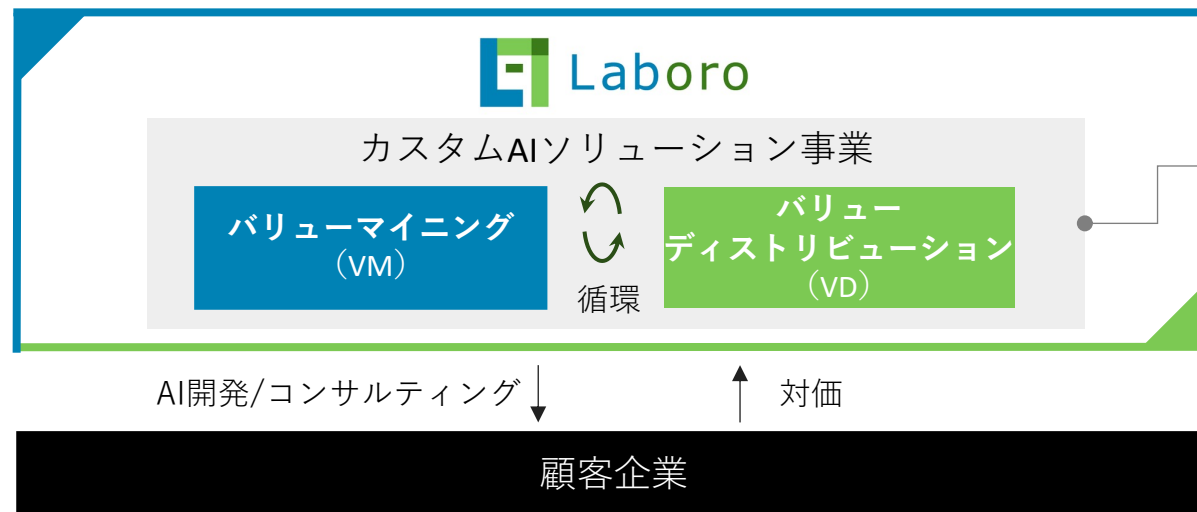 Laboro
カスタムAIソリューション事業
バリューマイニング
（VM）
循環
バリュー
ディストリビューション
（VD）
AI開発/コンサルティング
対価
顧客企業